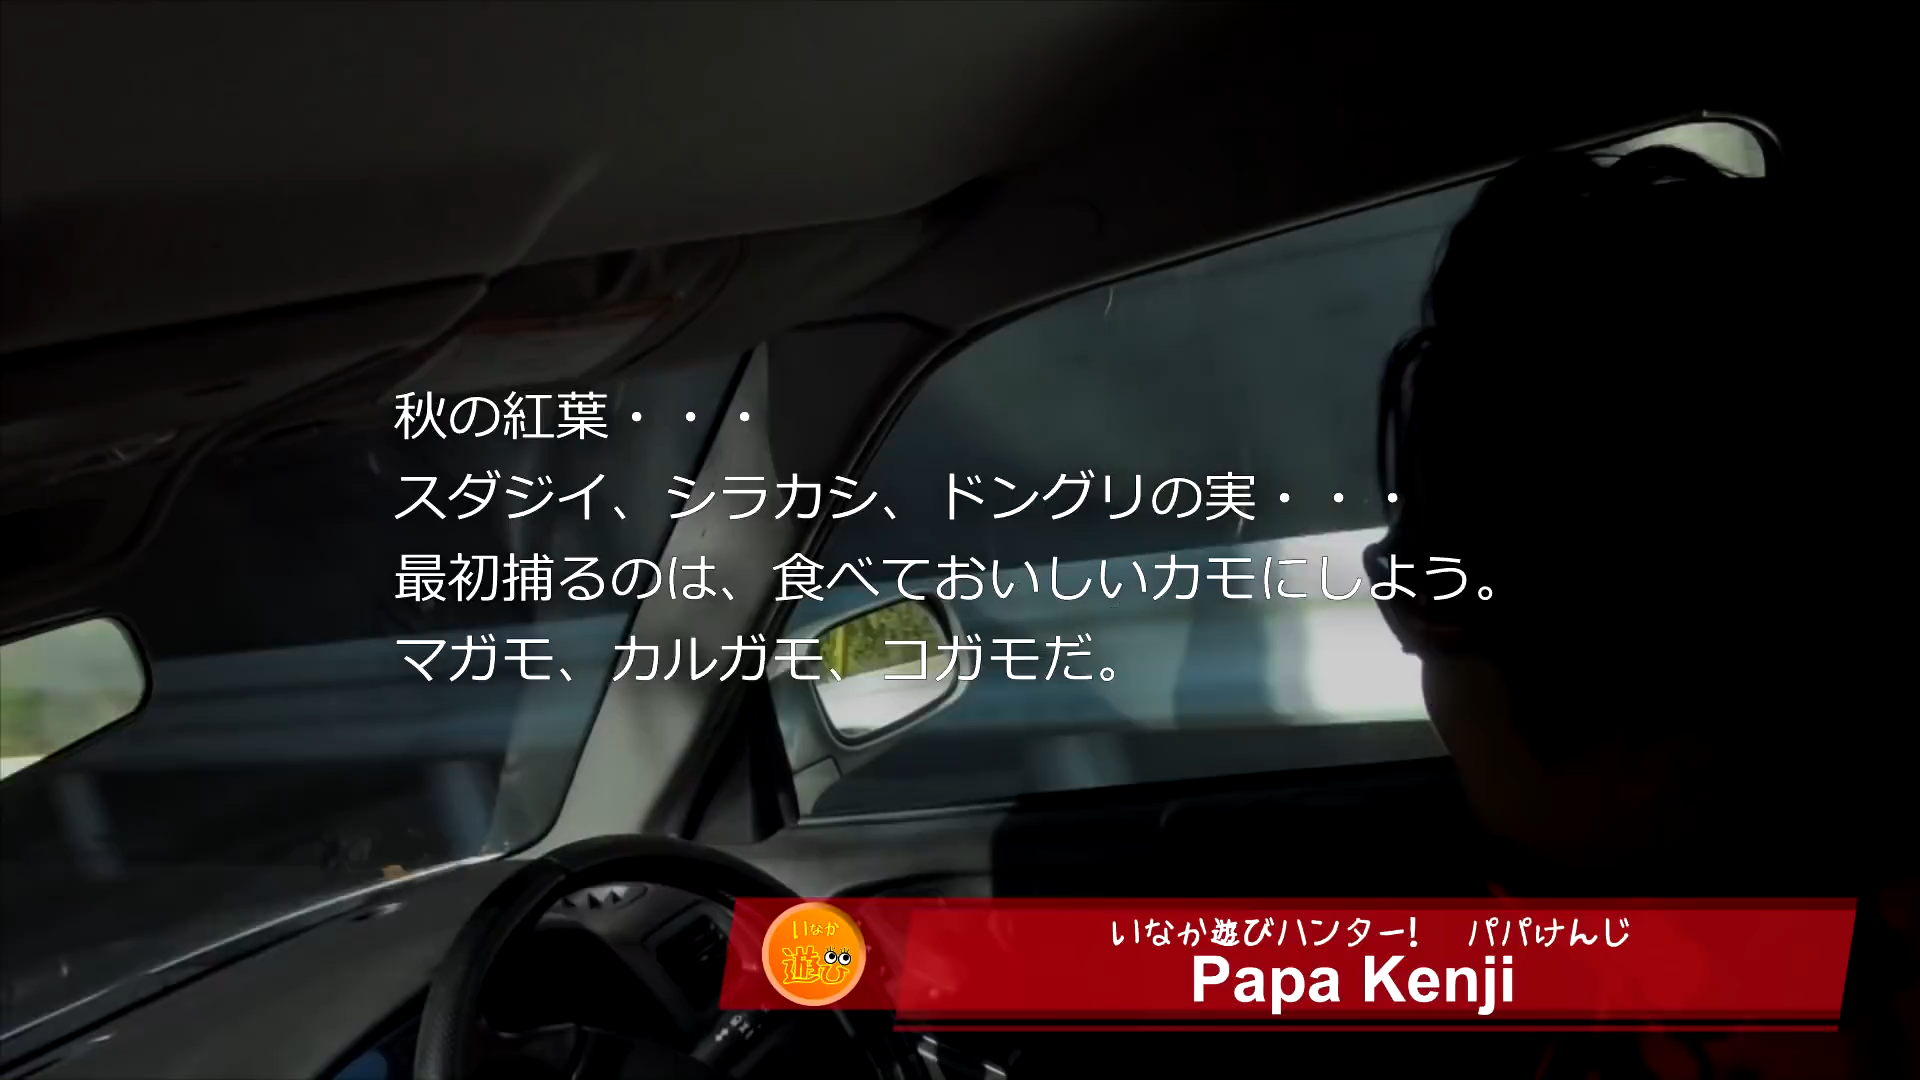 秋の紅葉・・・
スダジイ、シラカシ、ドングリの実・・・
最初捕るのは、食べておいしいカモにしよう。
マガモ、カルガモ、コガモだ。
いなか
遊び
いなか遊びハンター！　パパけんじ
Papa Kenji